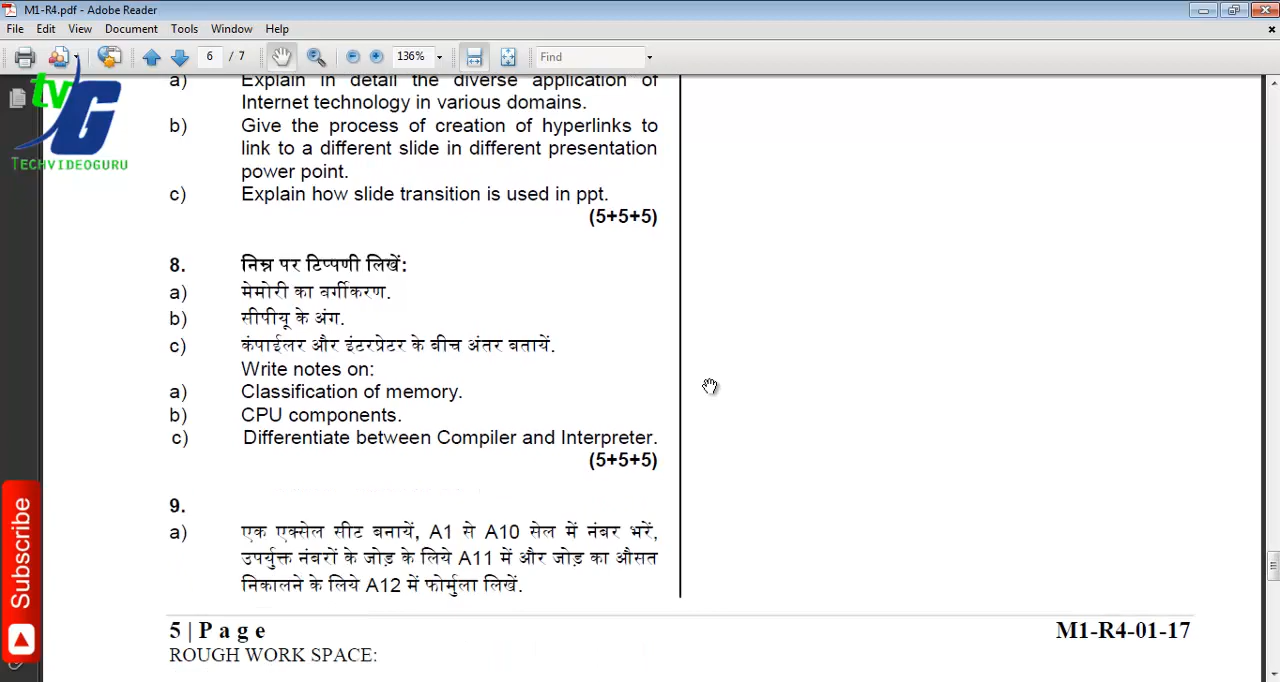 M1-R4.pdf - Adobe Reader
File Edit View Document Tools Window Help
6 / 7 136% Find
tv G
TECHVIDEOGURU
a) Explain in detail the diverse application of
Internet technology in various domains.
b) Give the process of creation of hyperlinks to
link to a different slide in different presentation
power point.
c) Explain how slide transition is used in ppt.
(5+5+5)
8. निम्न पर टिप्पणी लिखें:
a) मेमोरी का वर्गीकरण.
b) सीपीयू के अंग.
c) कंपाईलर और इंटरप्रेटर के बीच अंतर बतायें.
Write notes on:
a) Classification of memory.
b) CPU components.
c) Differentiate between Compiler and Interpreter.
(5+5+5)
9.
a) एक एक्सेल सीट बनायें, A1 से A10 सेल में नंबर भरें,
उपर्युक्त नंबरों के जोड़ के लिये A11 में और जोड़ का औसत
निकालने के लिये A12 में फोर्मुला लिखें.
5 | P a g e M1-R4-01-17
ROUGH WORK SPACE:
Subscribe